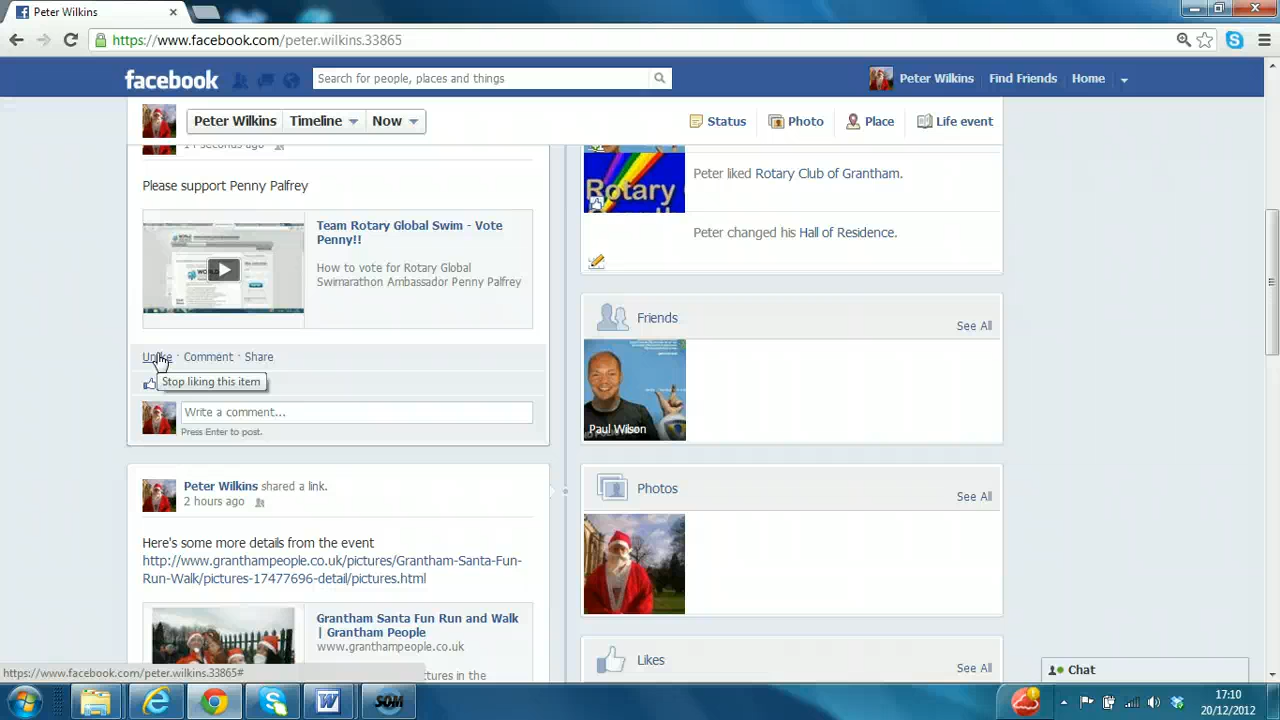 Peter Wilkins
https://www.facebook.com/peter.wilkins.33865
facebook
Search for people, places and things
Peter Wilkins
Find Friends
Home
Peter Wilkins
Timeline
Now
Status
Photo
Place
Life event
14 seconds ago
Please support Penny Palfrey
Team Rotary Global Swim - Vote
Penny!!
How to vote for Rotary Global
Swimarathon Ambassador Penny Palfrey
Unlike · Comment · Share
Stop liking this item
Write a comment...
Press Enter to post.
Peter Wilkins shared a link.
2 hours ago
Here's some more details from the event
http://www.granthampeople.co.uk/pictures/Grantham-Santa-Fun-
Run-Walk/pictures-17477696-detail/pictures.html
Grantham Santa Fun Run and Walk
| Grantham People
www.granthampeople.co.uk
ctures in the
Rotary
Peter liked Rotary Club of Grantham.
Peter changed his Hall of Residence.
Friends
See All
Paul Wilson
Photos
See All
Likes
See All
Chat
https://www.facebook.com/peter.wilkins.33865#
SOM
17:10
20/12/2012